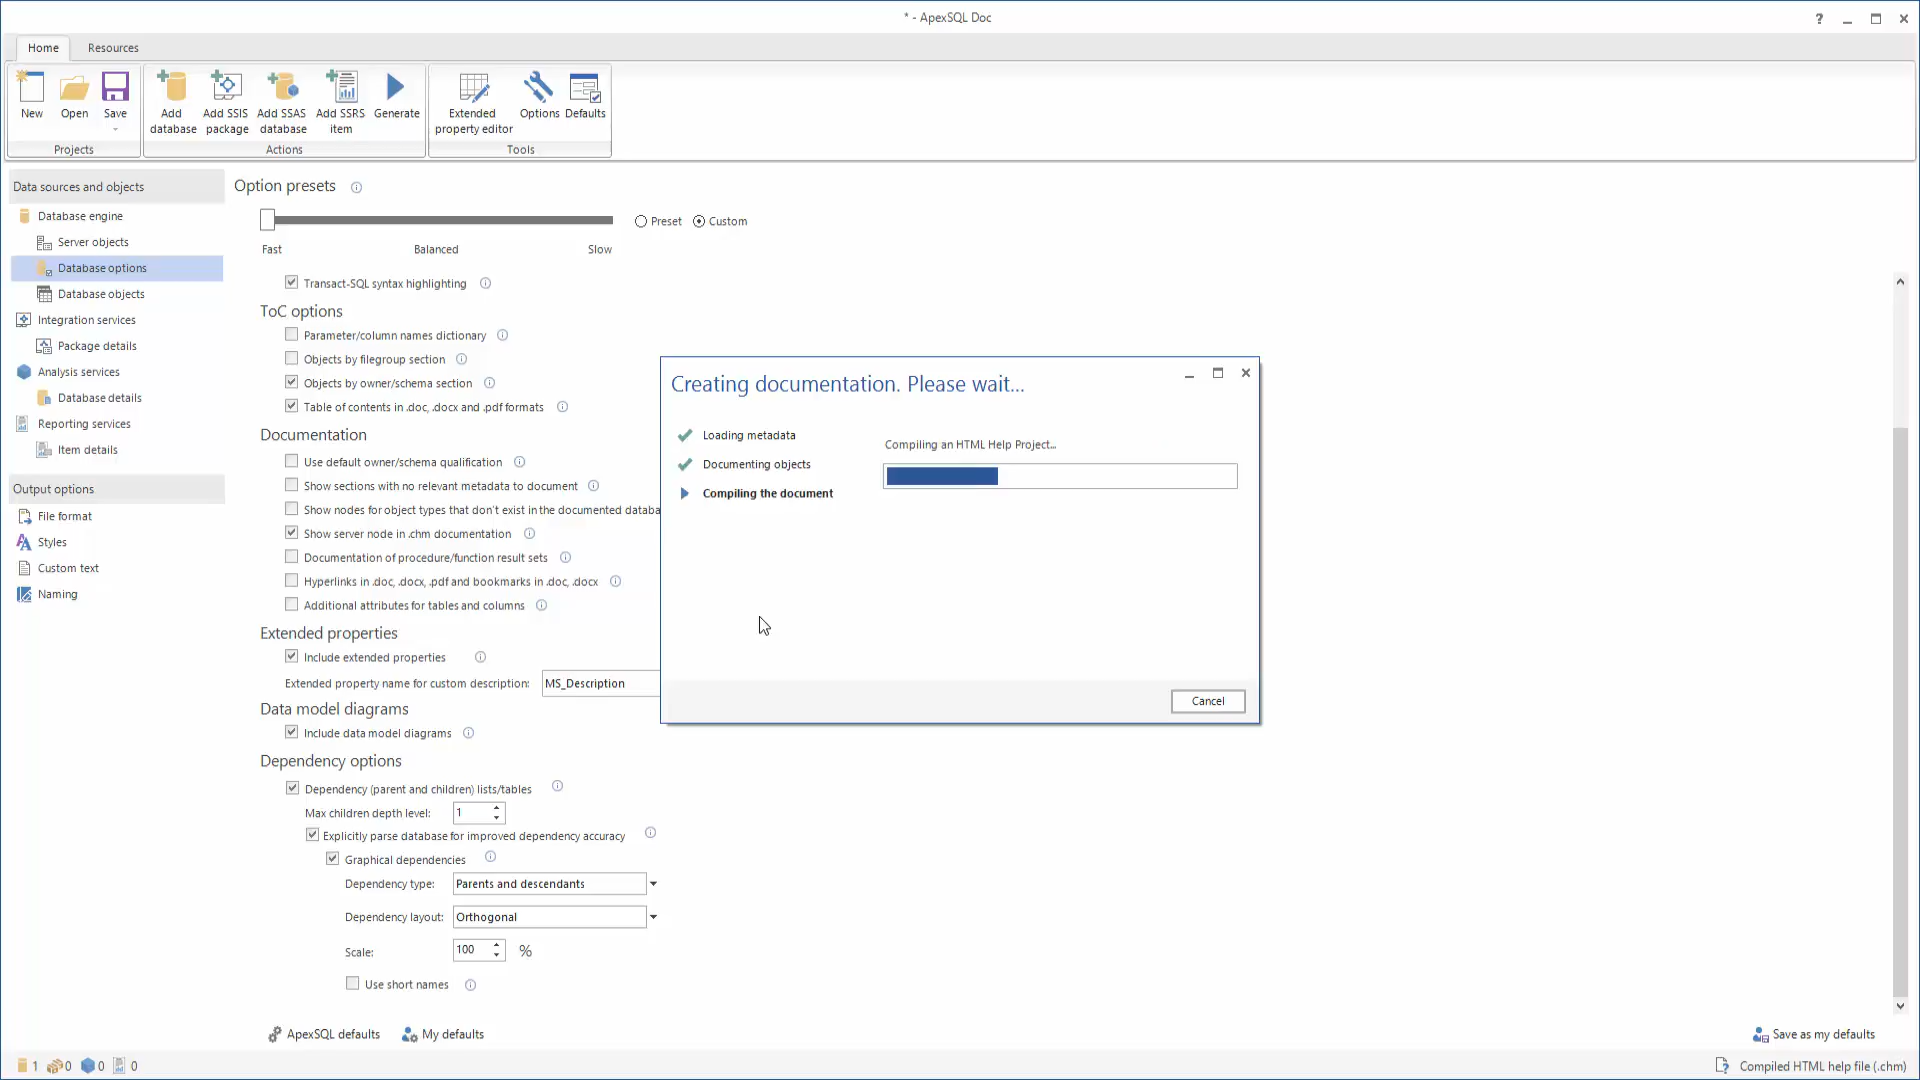 * - ApexSQL Doc
Home
Resources
New
Open
Save
Projects
Add database
Add SSIS package
Add SSAS database
Add SSRS item
Generate
Actions
Extended property editor
Options
Defaults
Tools
Data sources and objects
Database engine
Server objects
Database options
Database objects
Integration services
Package details
Analysis services
Database details
Reporting services
Item details
Output options
File format
Styles
Custom text
Naming
Option presets
Preset
Custom
Fast
Balanced
Slow
Transact-SQL syntax highlighting
ToC options
Parameter/column names dictionary
Objects by filegroup section
Objects by owner/schema section
Table of contents in .doc, .docx and .pdf formats
Documentation
Use default owner/schema qualification
Show sections with no relevant metadata to document
Show nodes for object types that don't exist in the documented databa
Show server node in .chm documentation
Documentation of procedure/function result sets
Hyperlinks in .doc, .docx, .pdf and bookmarks in .doc, .docx
Additional attributes for tables and columns
Extended properties
Include extended properties
Extended property name for custom description:
MS_Description
Data model diagrams
Include data model diagrams
Dependency options
Dependency (parent and children) lists/tables
Max children depth level:
1
Explicitly parse database for improved dependency accuracy
Graphical dependencies
Dependency type:
Parents and descendants
Dependency layout:
Orthogonal
Scale:
100
%
Use short names
Creating documentation. Please wait...
Loading metadata
Documenting objects
Compiling the document
Compiling an HTML Help Project...
Cancel
ApexSQL defaults
My defaults
Save as my defaults
1
0
0
0
Compiled HTML help file (.chm)